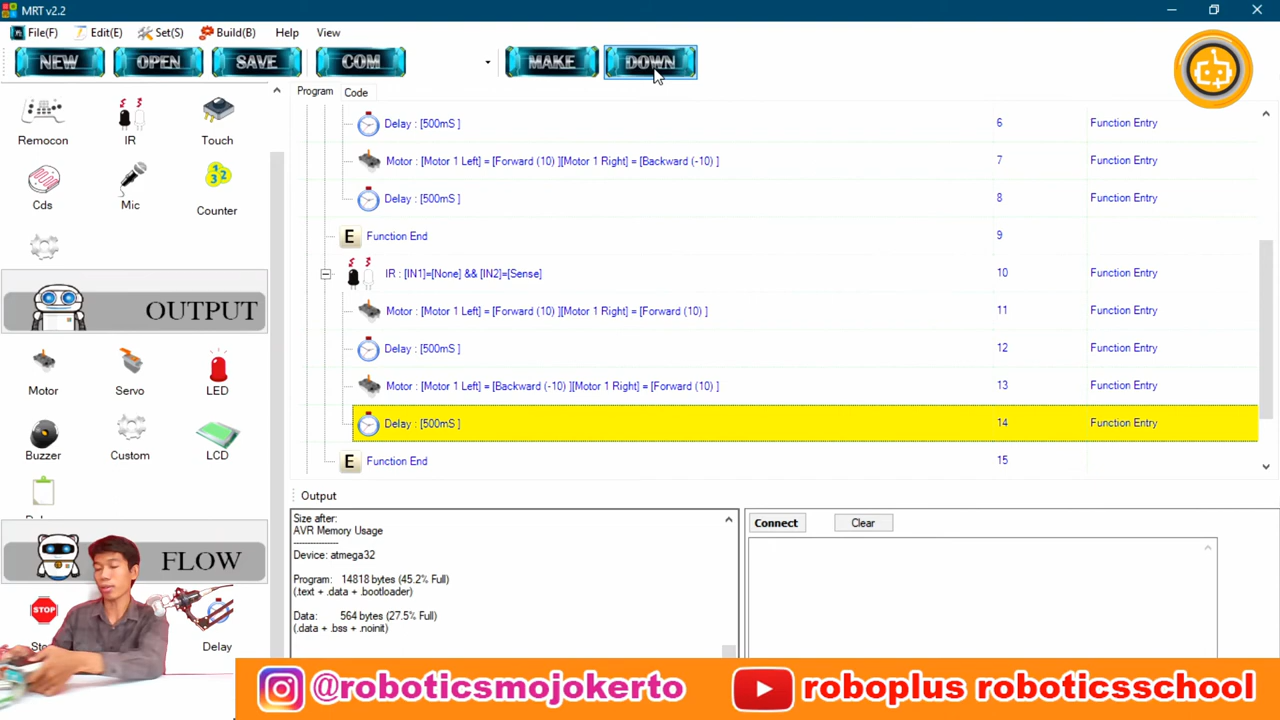 MRT v2.2
File(F) Edit(E) Set(S) Build(B) Help View
NEW OPEN SAVE COM MAKE DOWN
Program Code
Remocon IR Touch
Cds Mic Counter
OUTPUT
Motor Servo LED
Buzzer Custom LCD
FLOW
STOP
Delay
Delay : [500mS ] 6 Function Entry
Motor : [Motor 1 Left] = [Forward (10) ][Motor 1 Right] = [Backward (-10) ] 7 Function Entry
Delay : [500mS ] 8 Function Entry
E Function End 9
IR : [IN1]=[None] && [IN2]=[Sense] 10 Function Entry
Motor : [Motor 1 Left] = [Forward (10) ][Motor 1 Right] = [Forward (10) ] 11 Function Entry
Delay : [500mS ] 12 Function Entry
Motor : [Motor 1 Left] = [Backward (-10) ][Motor 1 Right] = [Forward (10) ] 13 Function Entry
Delay : [500mS ] 14 Function Entry
E Function End 15
Output
Size after:
AVR Memory Usage
----------------
Device: atmega32
Program: 14818 bytes (45.2% Full)
(.text + .data + .bootloader)
Data: 564 bytes (27.5% Full)
(.data + .bss + .noinit)
Connect Clear
@roboticsmojokerto roboplus roboticsschool